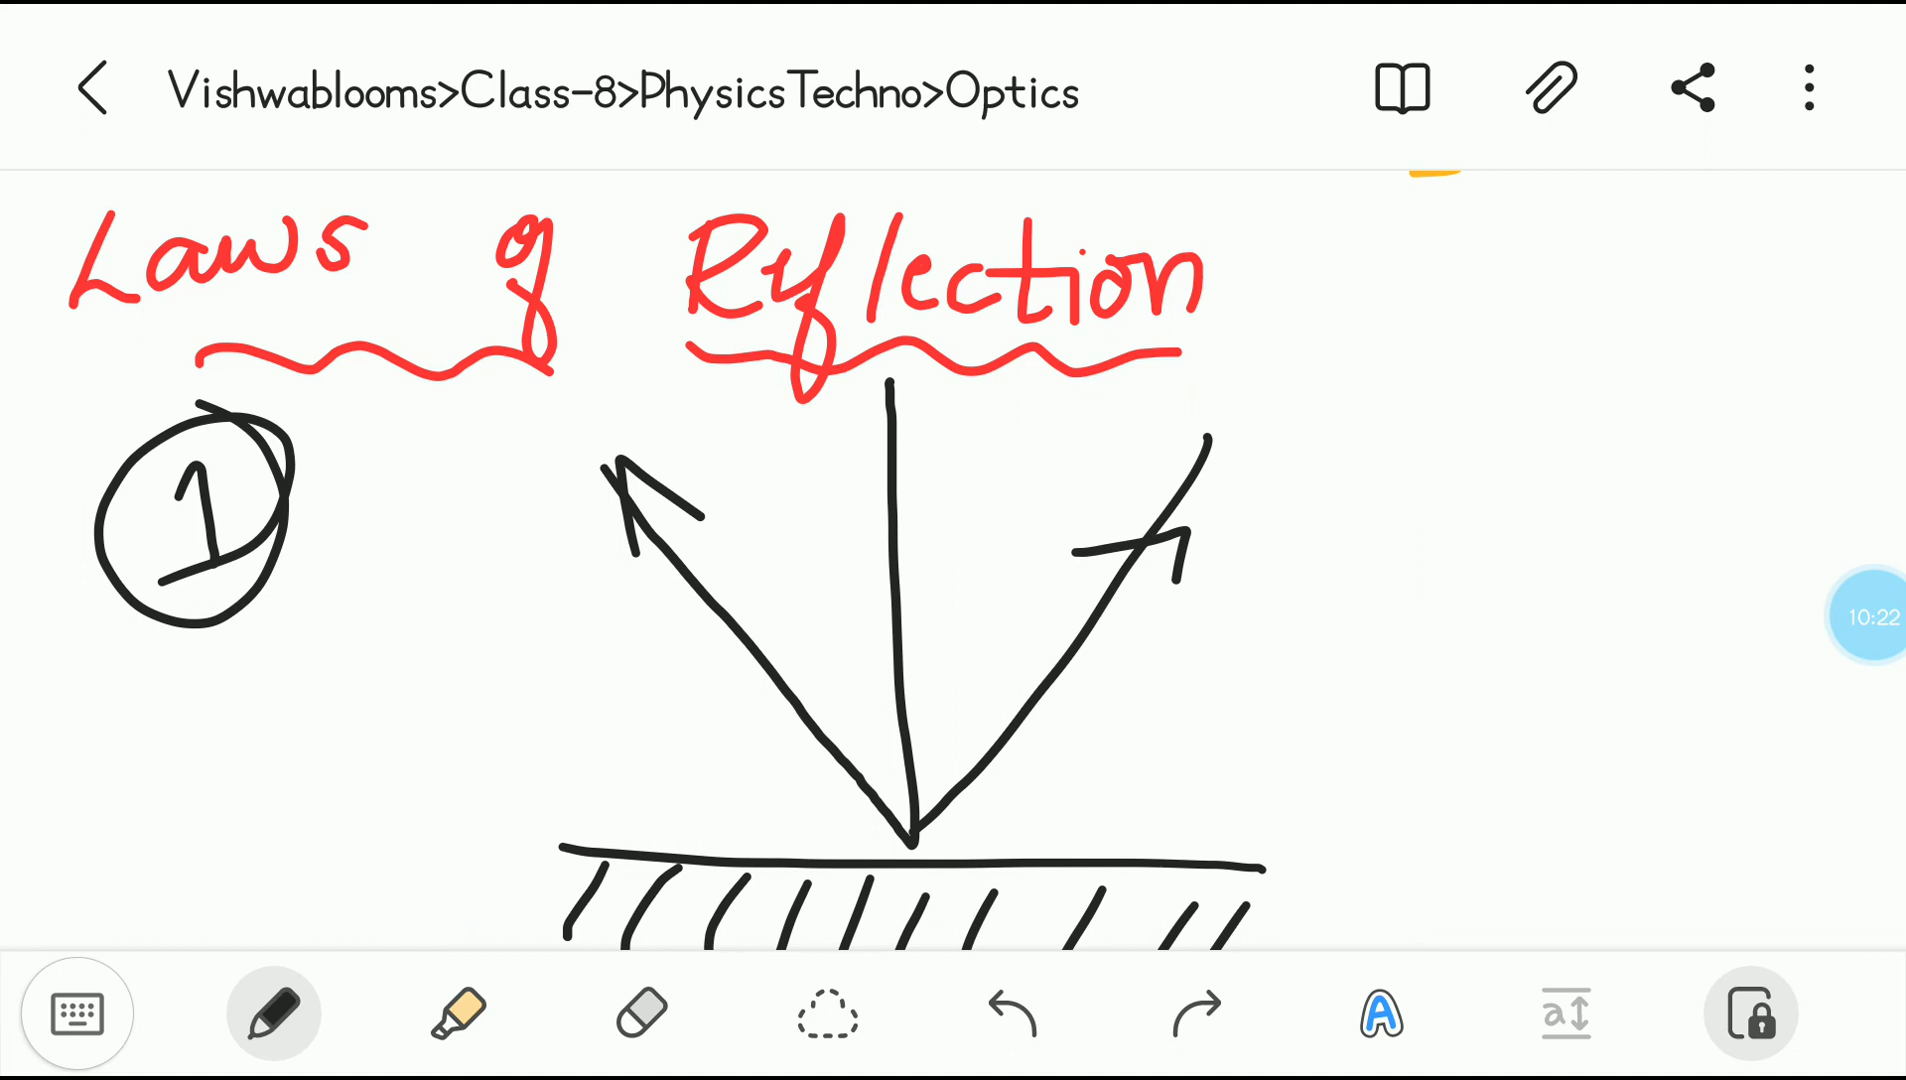 Vishwablooms>Class-8>PhysicsTechno>Optics
Laws of Reflection
1
10:22
A
a